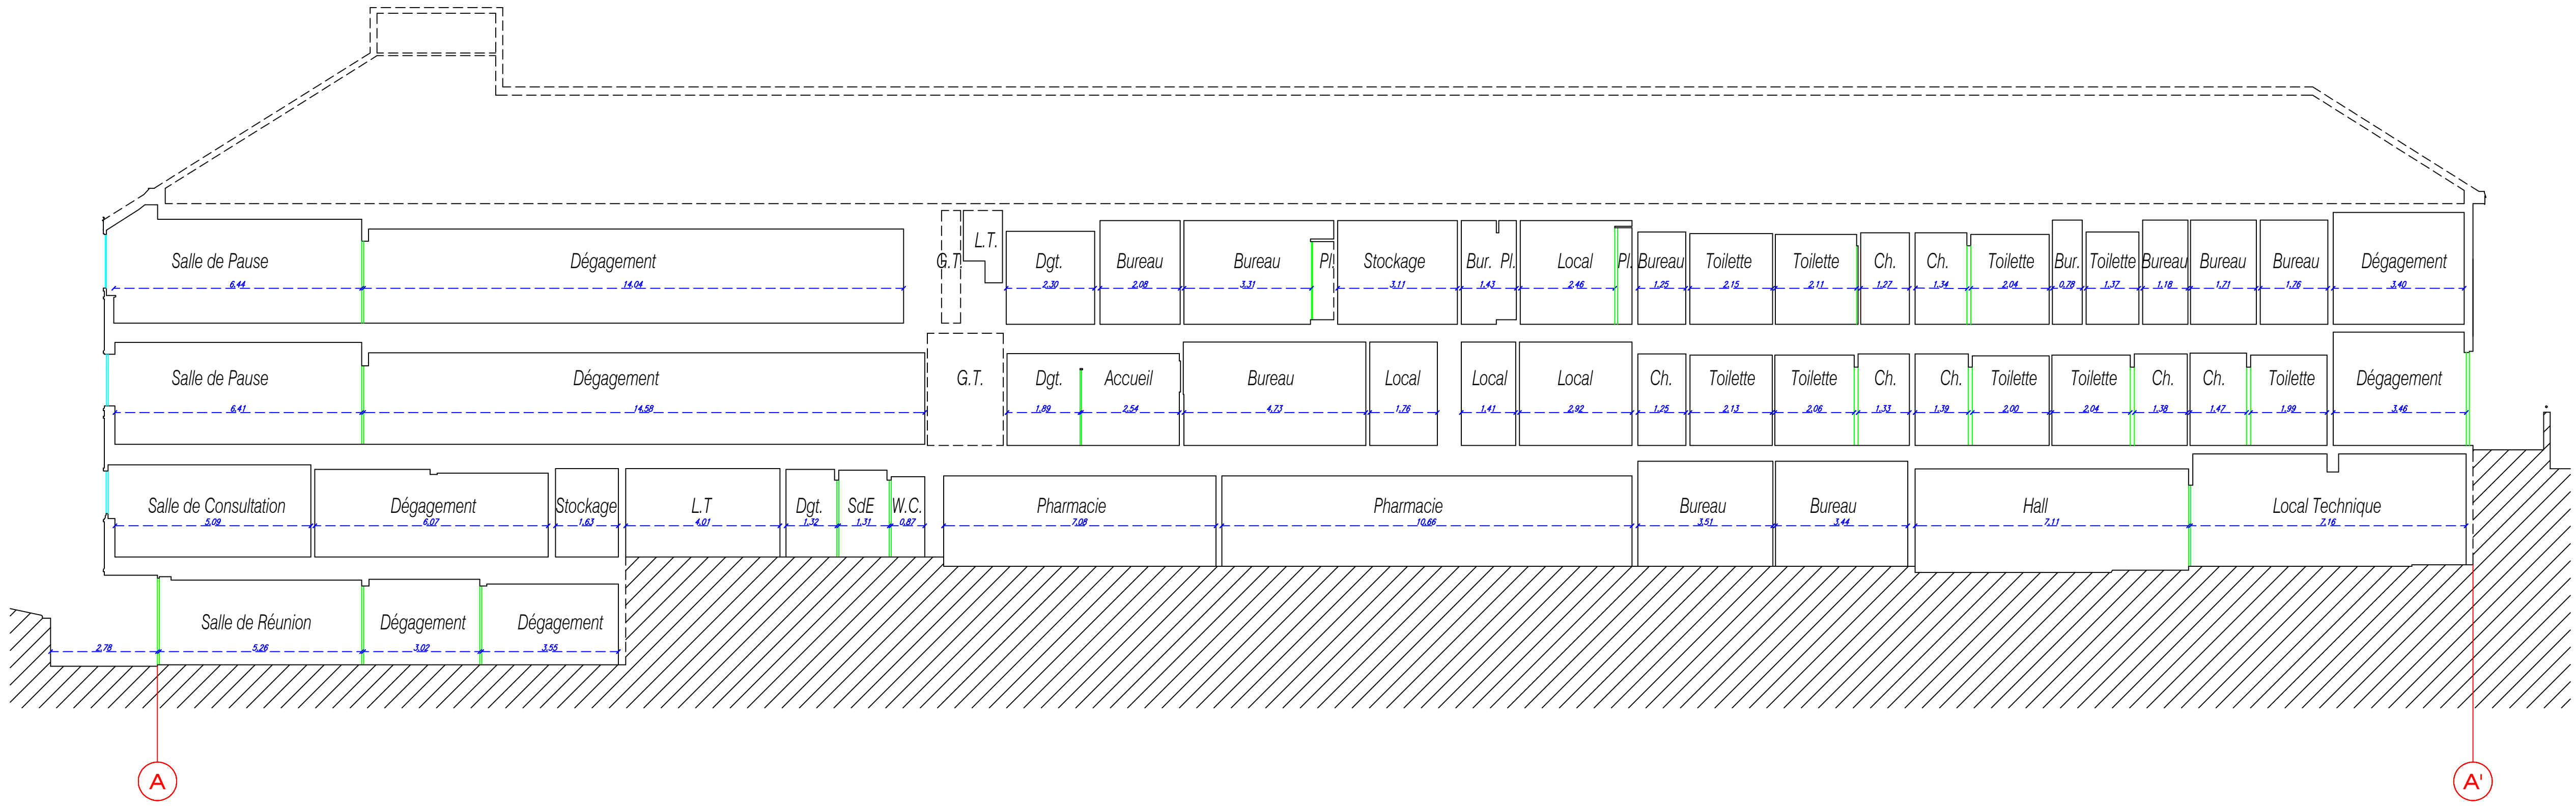 L.T.
Salle de Pause Dégagement G.T. Dgt. Bureau Bureau Pl. Stockage Bur. Pl. Local Pl. Bureau Toilette Toilette Ch. Ch. Toilette Bur. Toilette Bureau Bureau Bureau Dégagement
6,44 14,04 2,30 2,08 3,31 3,11 1,43 2,46 1,25 2,15 2,11 1,27 1,34 2,04 0,78 1,37 1,18 1,71 1,76 3,40
Salle de Pause Dégagement G.T. Dgt. Accueil Bureau Local Local Local Ch. Toilette Toilette Ch. Ch. Toilette Toilette Ch. Ch. Toilette Dégagement
6,41 14,58 1,89 2,54 4,73 1,76 1,41 2,92 1,25 2,13 2,06 1,33 1,39 2,00 2,04 1,38 1,47 1,99 3,46
Salle de Consultation Dégagement Stockage L.T Dgt. SdE W.C. Pharmacie Pharmacie Bureau Bureau Hall Local Technique
5,09 6,07 1,63 4,01 1,32 1,31 0,87 7,08 10,66 3,51 3,44 7,11 7,16
Salle de Réunion Dégagement Dégagement
2,78 5,26 3,02 3,55
A A'